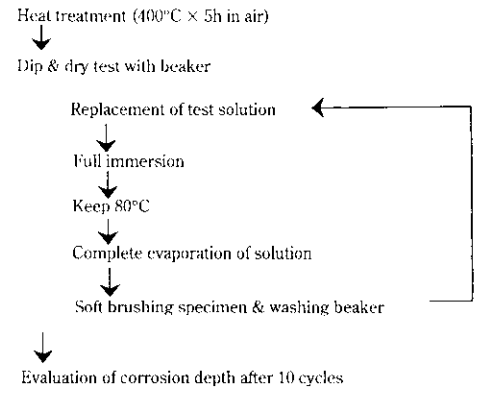 Heat treatment (400°C × 5h in air)
Dip & dry test with beaker
Replacement of test solution
Full immersion
Keep 80°C
Complete evaporation of solution
Soft brushing specimen & washing beaker
Evaluation of corrosion depth after 10 cycles